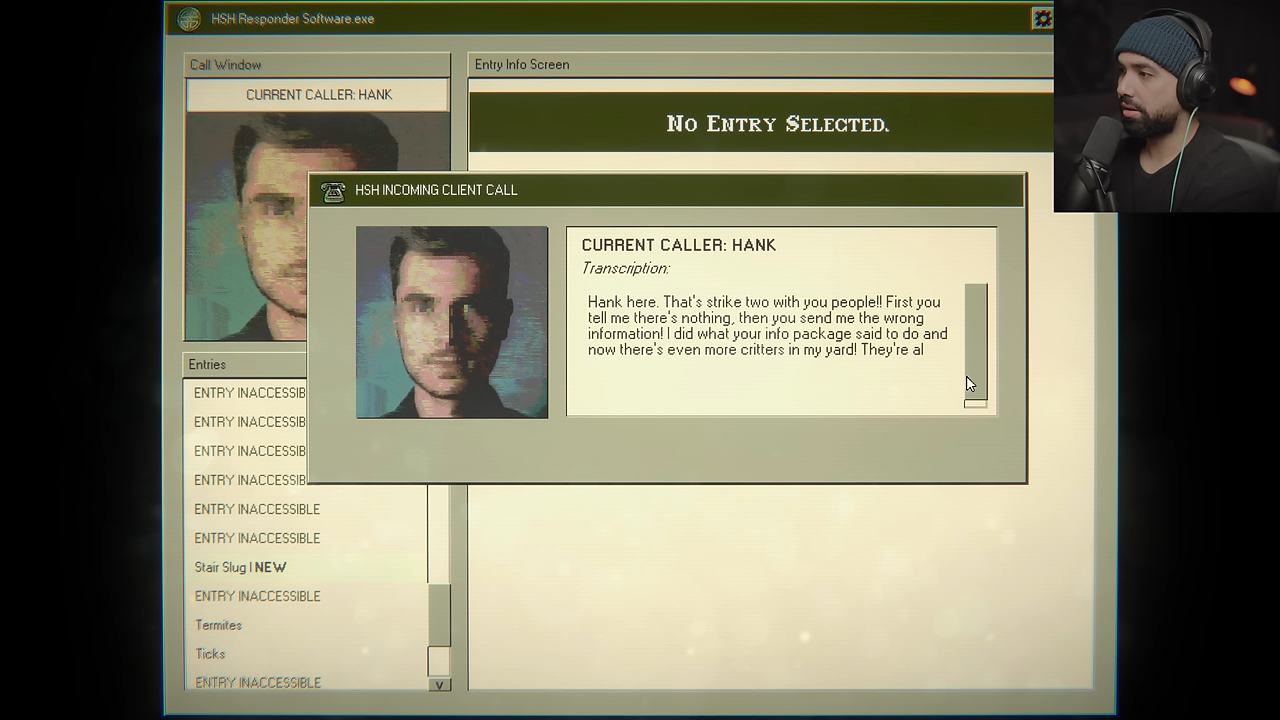 HSH Responder Software.exe
Call Window
CURRENT CALLER: HANK
Entry Info Screen
No Entry Selected.
HSH INCOMING CLIENT CALL
CURRENT CALLER: HANK
Transcription:
Hank here. That's strike two with you people!! First you
tell me there's nothing, then you send me the wrong
information! I did what your info package said to do and
now there's even more critters in my yard! They're al
Entries
ENTRY INACCESSIB
ENTRY INACCESSIB
ENTRY INACCESSIB
ENTRY INACCESSIB
ENTRY INACCESSIBLE
ENTRY INACCESSIBLE
Stair Slug | NEW
ENTRY INACCESSIBLE
Termites
Ticks
ENTRY INACCESSIBLE
V